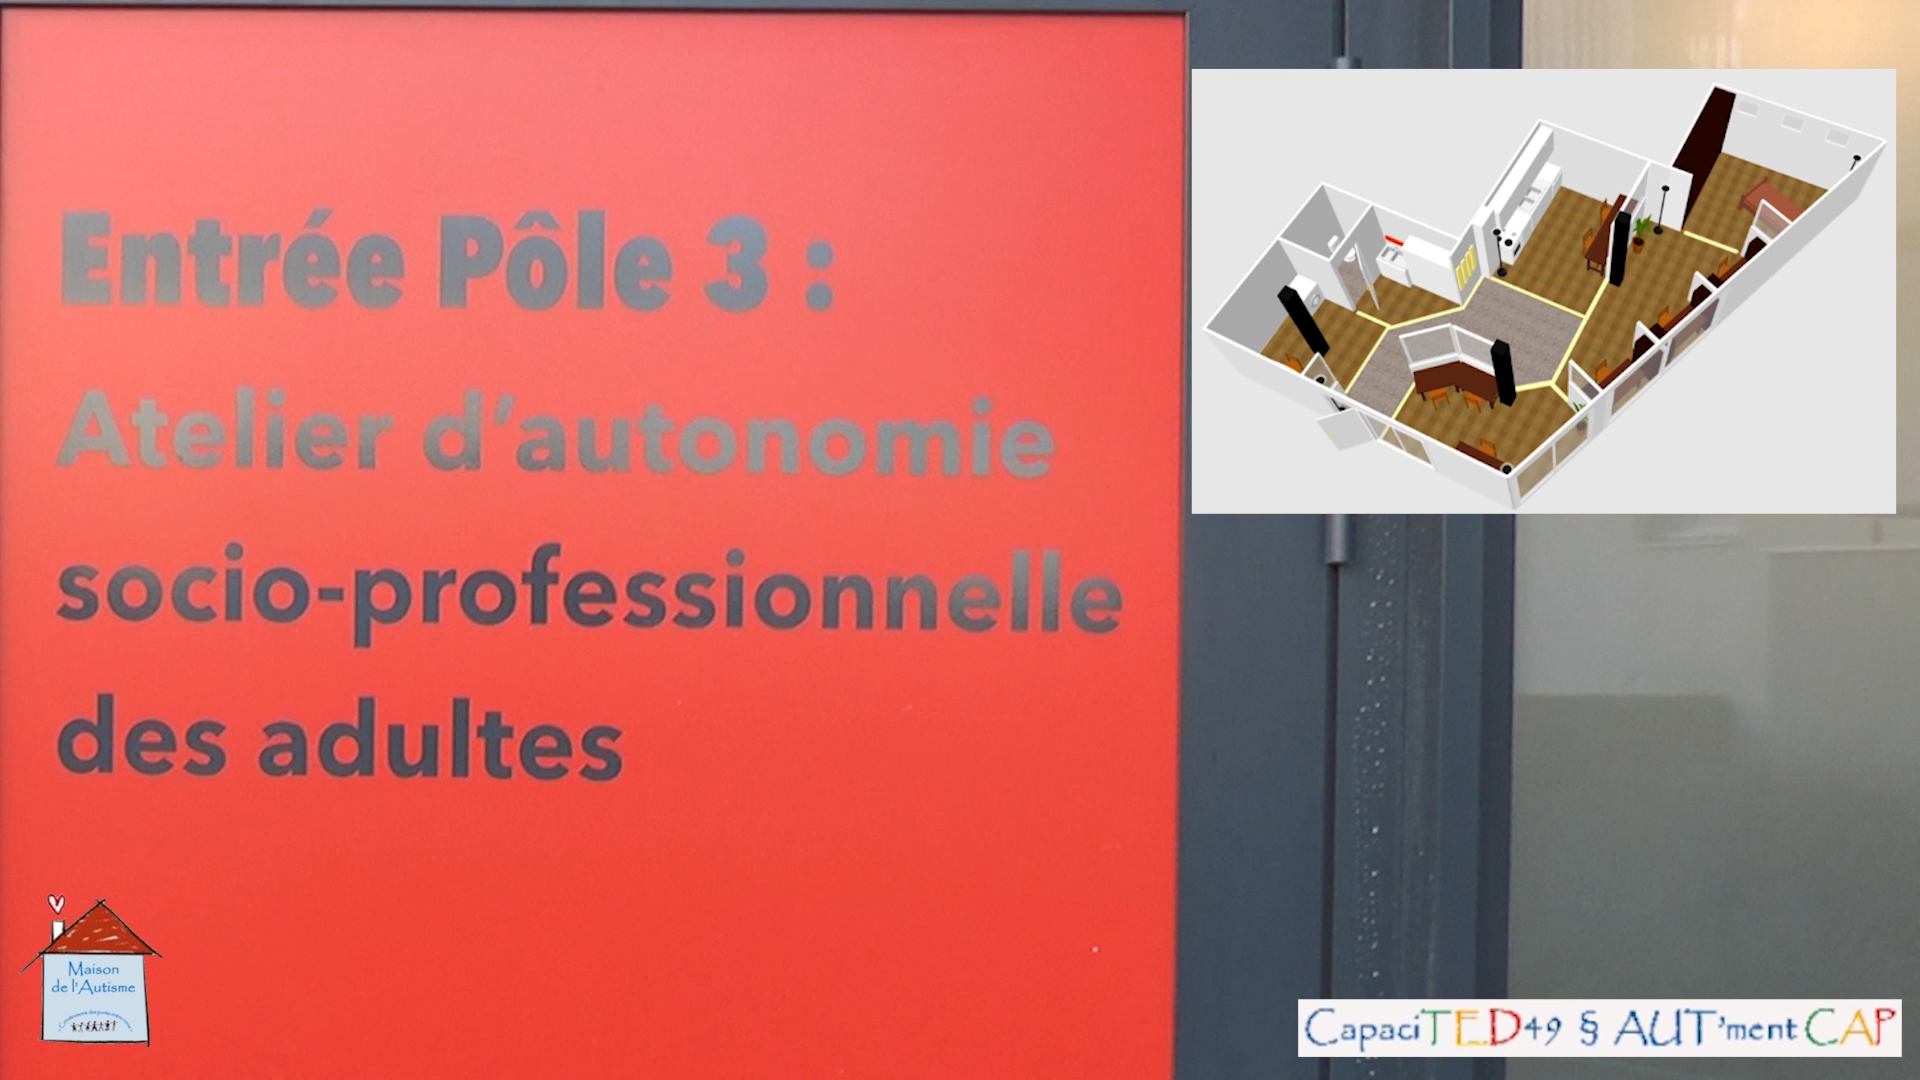 Entrée Pôle 3 :
Atelier d'autonomie
socio-professionnelle
des adultes
Maison
de l'Autisme
CapaciTED49 § AUT'ment CAP